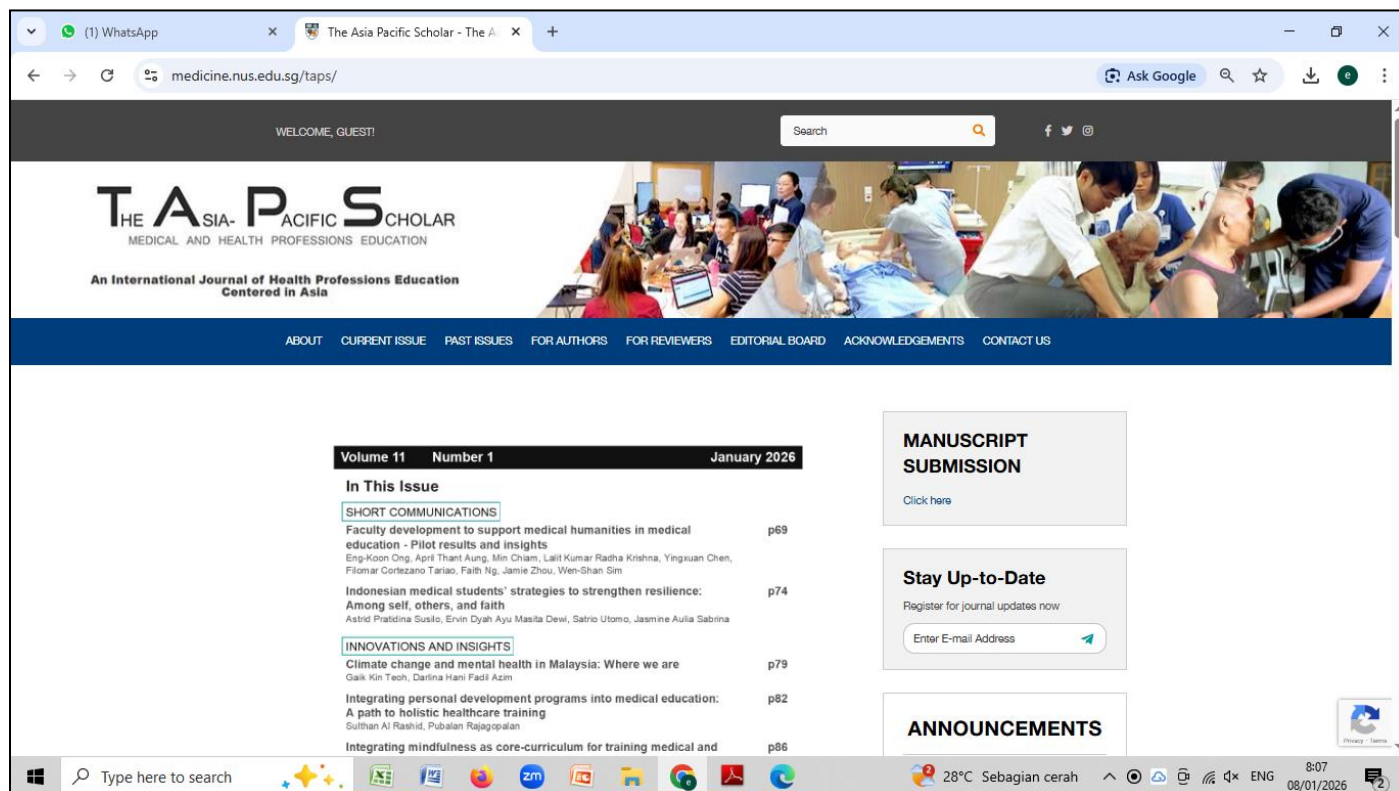 (1) WhatsApp
The Asia Pacific Scholar - The A
medicine.nus.edu.sg/taps/
Ask Google
e
WELCOME, GUEST!
Search
THE ASIA- PACIFIC SCHOLAR
MEDICAL AND HEALTH PROFESSIONS EDUCATION
An International Journal of Health Professions Education
Centered in Asia
ABOUT CURRENT ISSUE PAST ISSUES FOR AUTHORS FOR REVIEWERS EDITORIAL BOARD ACKNOWLEDGEMENTS CONTACT US
Volume 11 Number 1 January 2026
In This Issue
SHORT COMMUNICATIONS
Faculty development to support medical humanities in medical p69
education - Pilot results and insights
Eng-Koon Ong, April Thant Aung, Min Chiam, Lalit Kumar Radha Krishna, Yingxuan Chen,
Filomar Cortezano Tariao, Faith Ng, Jamie Zhou, Wen-Shan Sim
Indonesian medical students' strategies to strengthen resilience: p74
Among self, others, and faith
Astrid Pratidina Susilo, Ervin Dyah Ayu Masita Dewi, Satrio Utomo, Jasmine Aulia Sabrina
INNOVATIONS AND INSIGHTS
Climate change and mental health in Malaysia: Where we are p79
Gaik Kin Teoh, Darlina Hani Fadil Azim
Integrating personal development programs into medical education: p82
A path to holistic healthcare training
Sulthan Al Rashid, Pubalan Rajagopalan
Integrating mindfulness as core-curriculum for training medical and p86
MANUSCRIPT
SUBMISSION
Click here
Stay Up-to-Date
Register for journal updates now
Enter E-mail Address
ANNOUNCEMENTS
Privacy - Terms
Type here to search
zm
2
28°C Sebagian cerah
ENG
8:07
08/01/2026
2